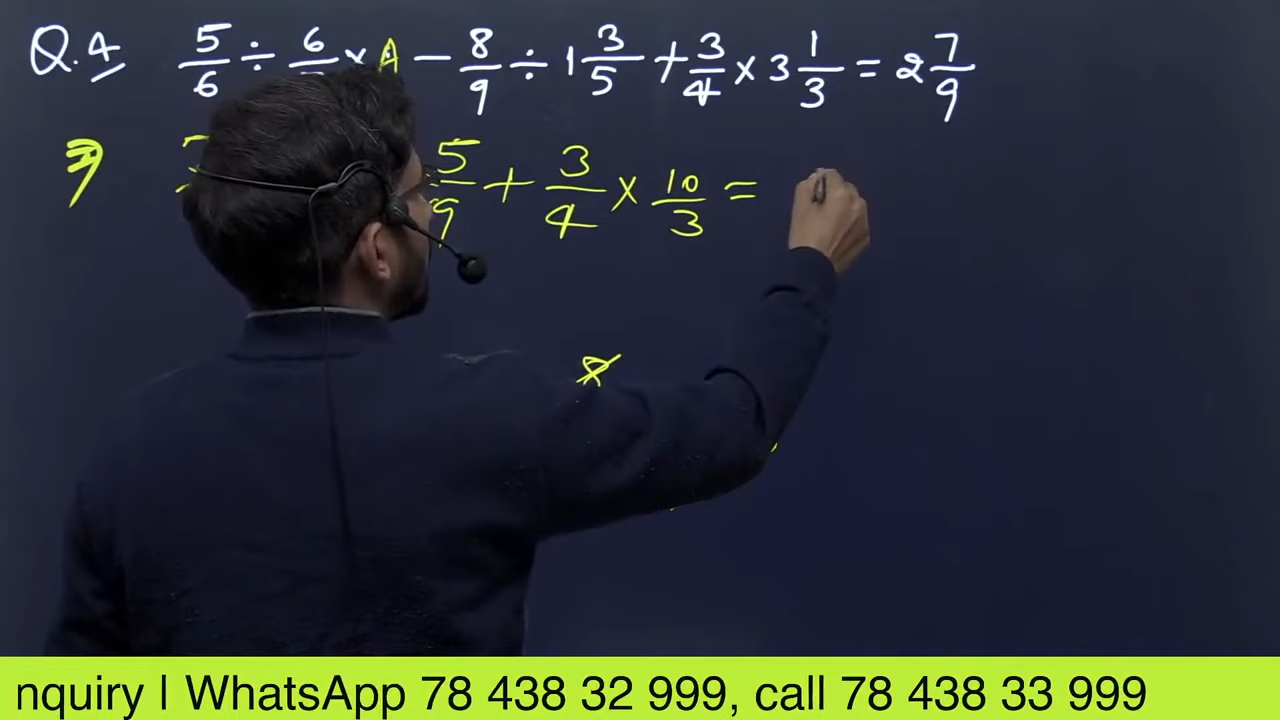 Q.4 5/6 ÷ 6/ × A − 8/9 ÷ 1 3/5 + 3/4 × 3 1/3 = 2 7/9
⇒ 5/9 + 3/4 × 10/3 =
nquiry | WhatsApp 78 438 32 999, call 78 438 33 999